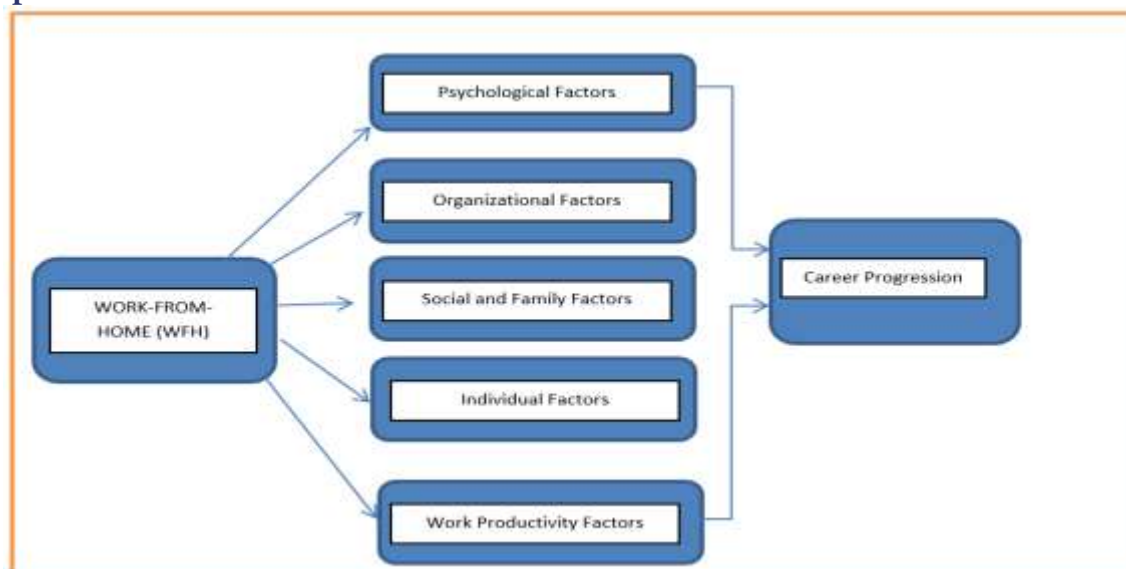 Psychological Factors
Organizational Factors
Social and Family Factors
WORK-FROM-
HOME (WFH)
Individual Factors
Work Productivity Factors
Career Progression